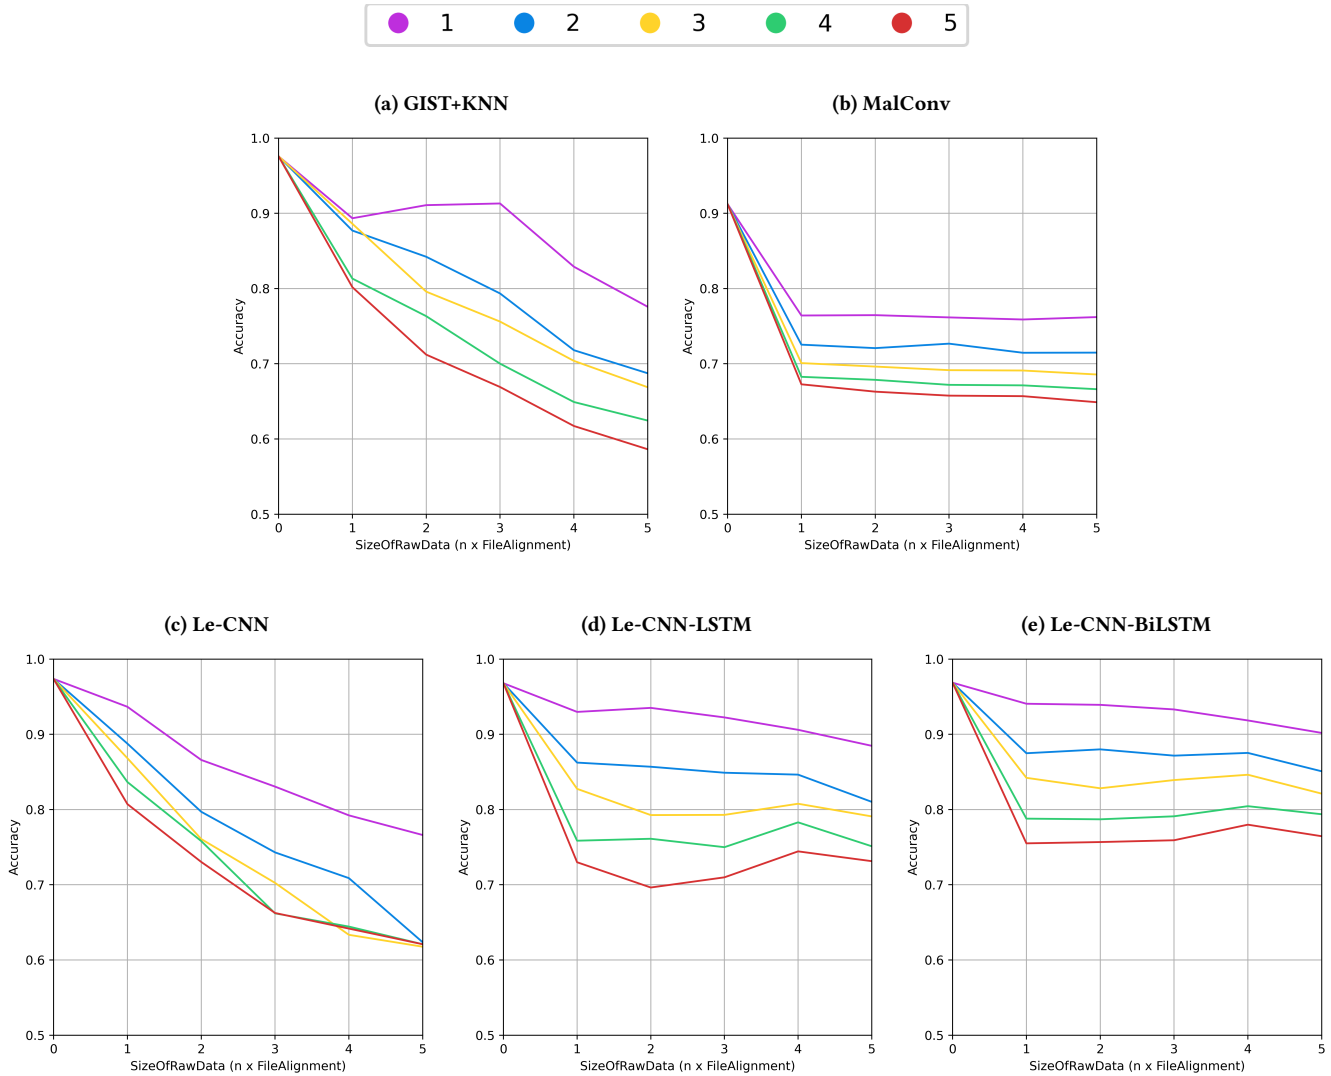 1 2 3 4 5
(a) GIST+KNN
(b) MalConv
1.0
0.9
0.8
0.7
0.6
0.5
Accuracy
0 1 2 3 4 5
SizeOfRawData (n x FileAlignment)
1.0
0.9
0.8
0.7
0.6
0.5
Accuracy
0 1 2 3 4 5
SizeOfRawData (n x FileAlignment)
(c) Le-CNN
(d) Le-CNN-LSTM
(e) Le-CNN-BiLSTM
1.0
0.9
0.8
0.7
0.6
0.5
Accuracy
0 1 2 3 4 5
SizeOfRawData (n x FileAlignment)
1.0
0.9
0.8
0.7
0.6
0.5
Accuracy
0 1 2 3 4 5
SizeOfRawData (n x FileAlignment)
1.0
0.9
0.8
0.7
0.6
0.5
Accuracy
0 1 2 3 4 5
SizeOfRawData (n x FileAlignment)